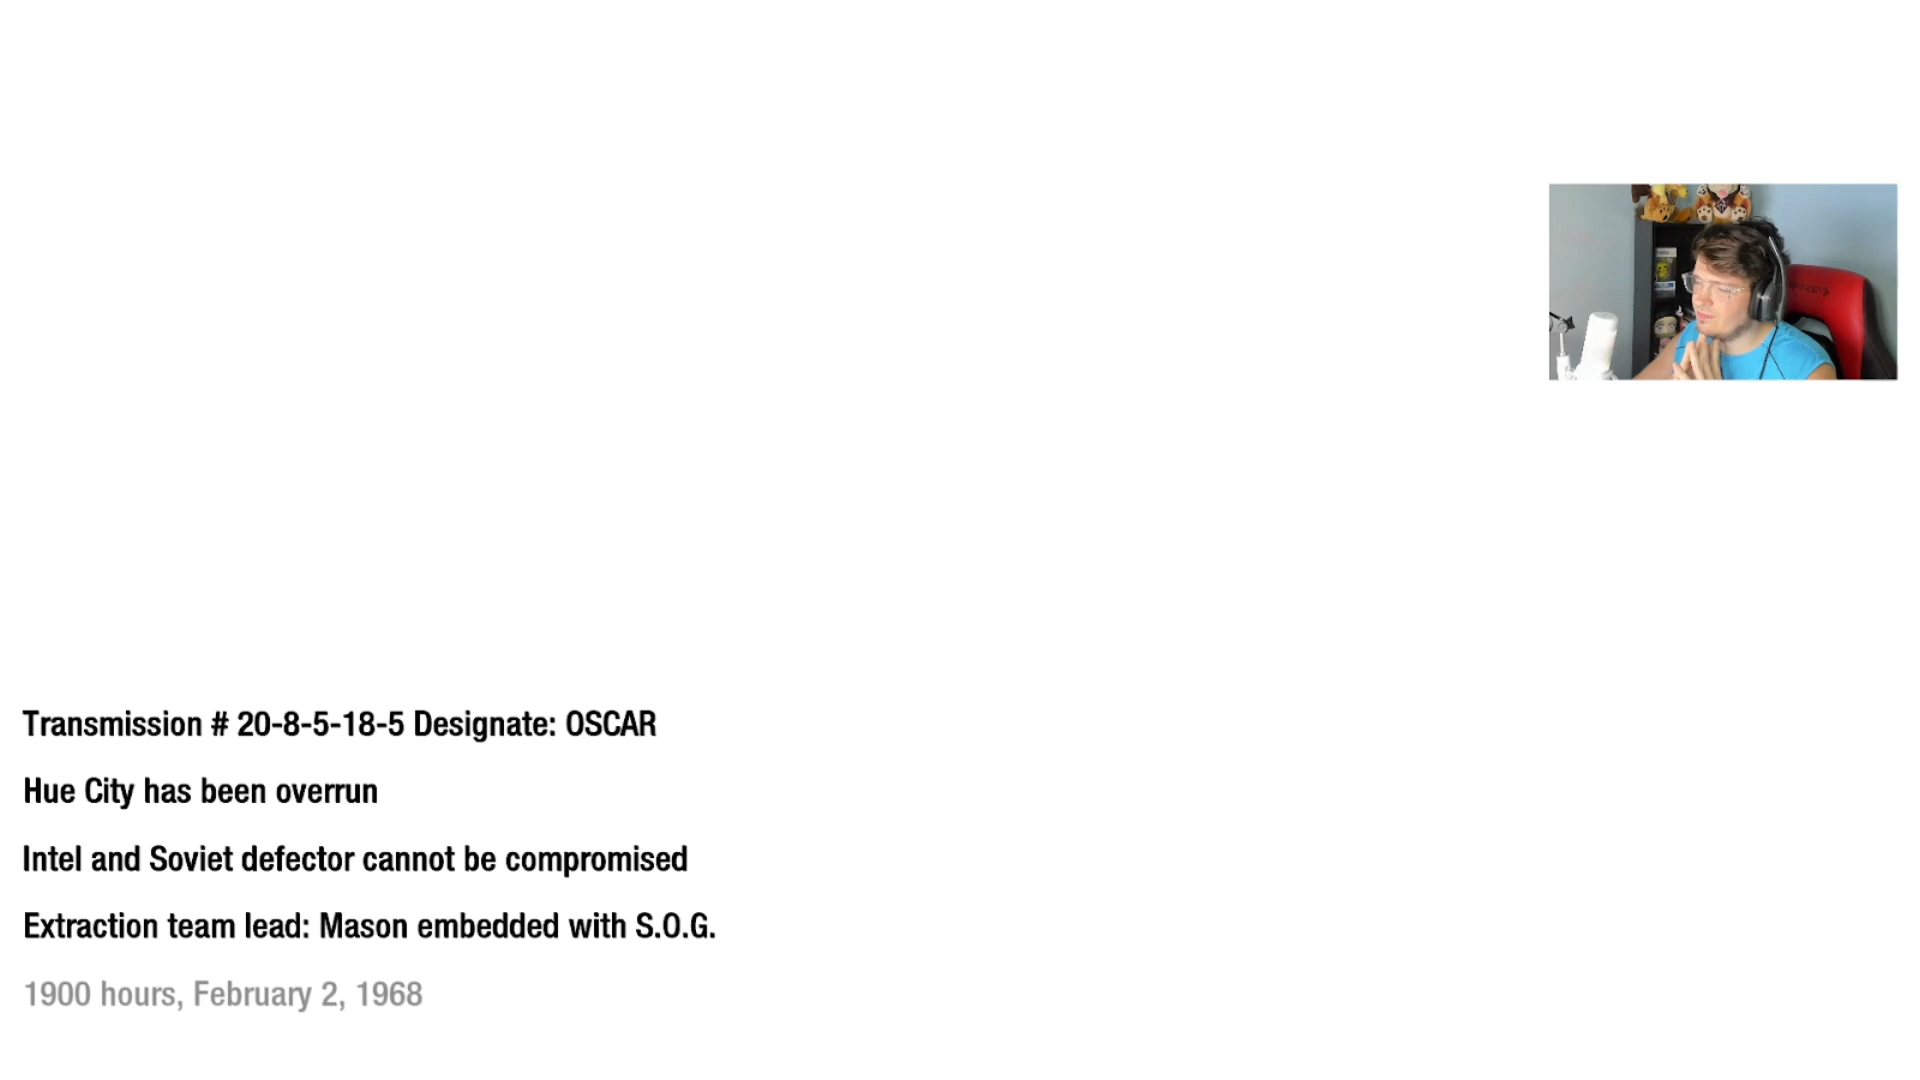 Transmission # 20-8-5-18-5 Designate: OSCAR
Hue City has been overrun
Intel and Soviet defector cannot be compromised
Extraction team lead: Mason embedded with S.O.G.
1900 hours, February 2, 1968